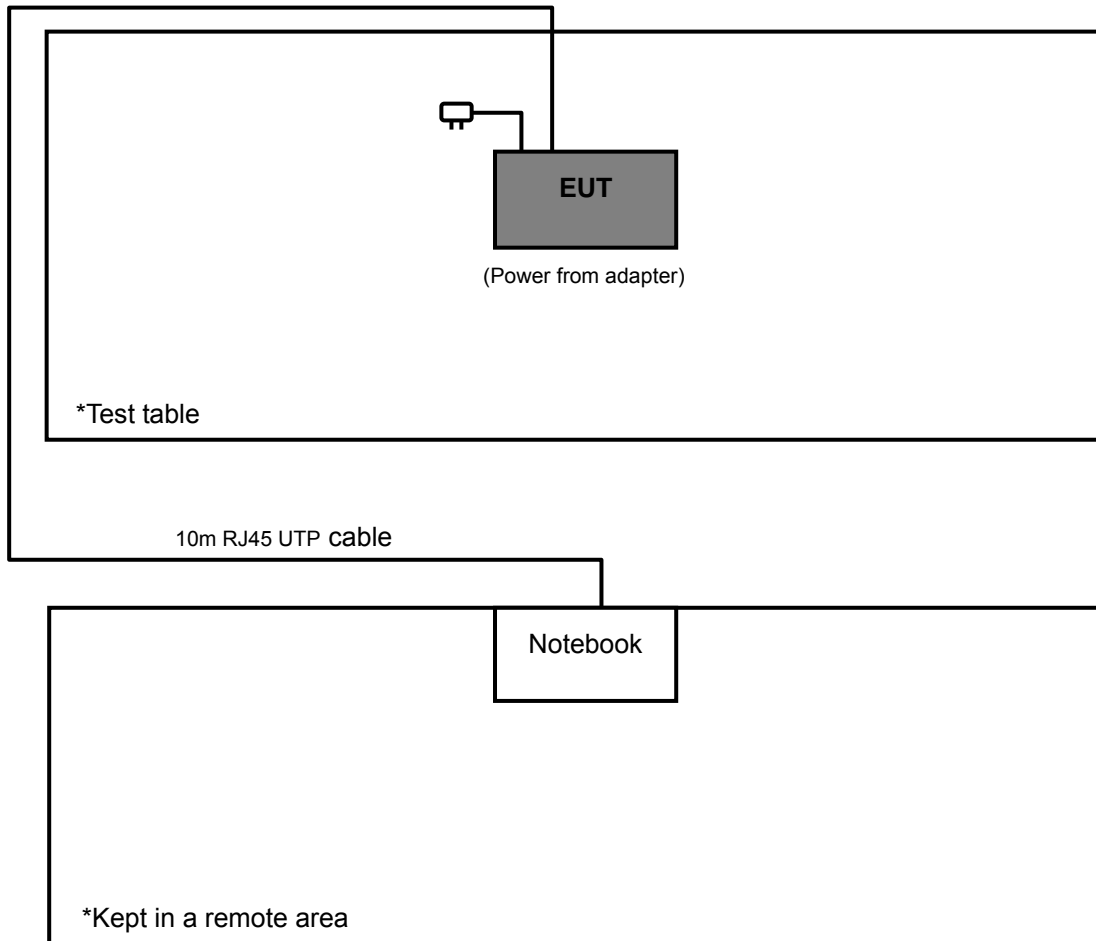 EUT
(Power from adapter)
*Test table
10m RJ45 UTP cable
Notebook
*Kept in a remote area